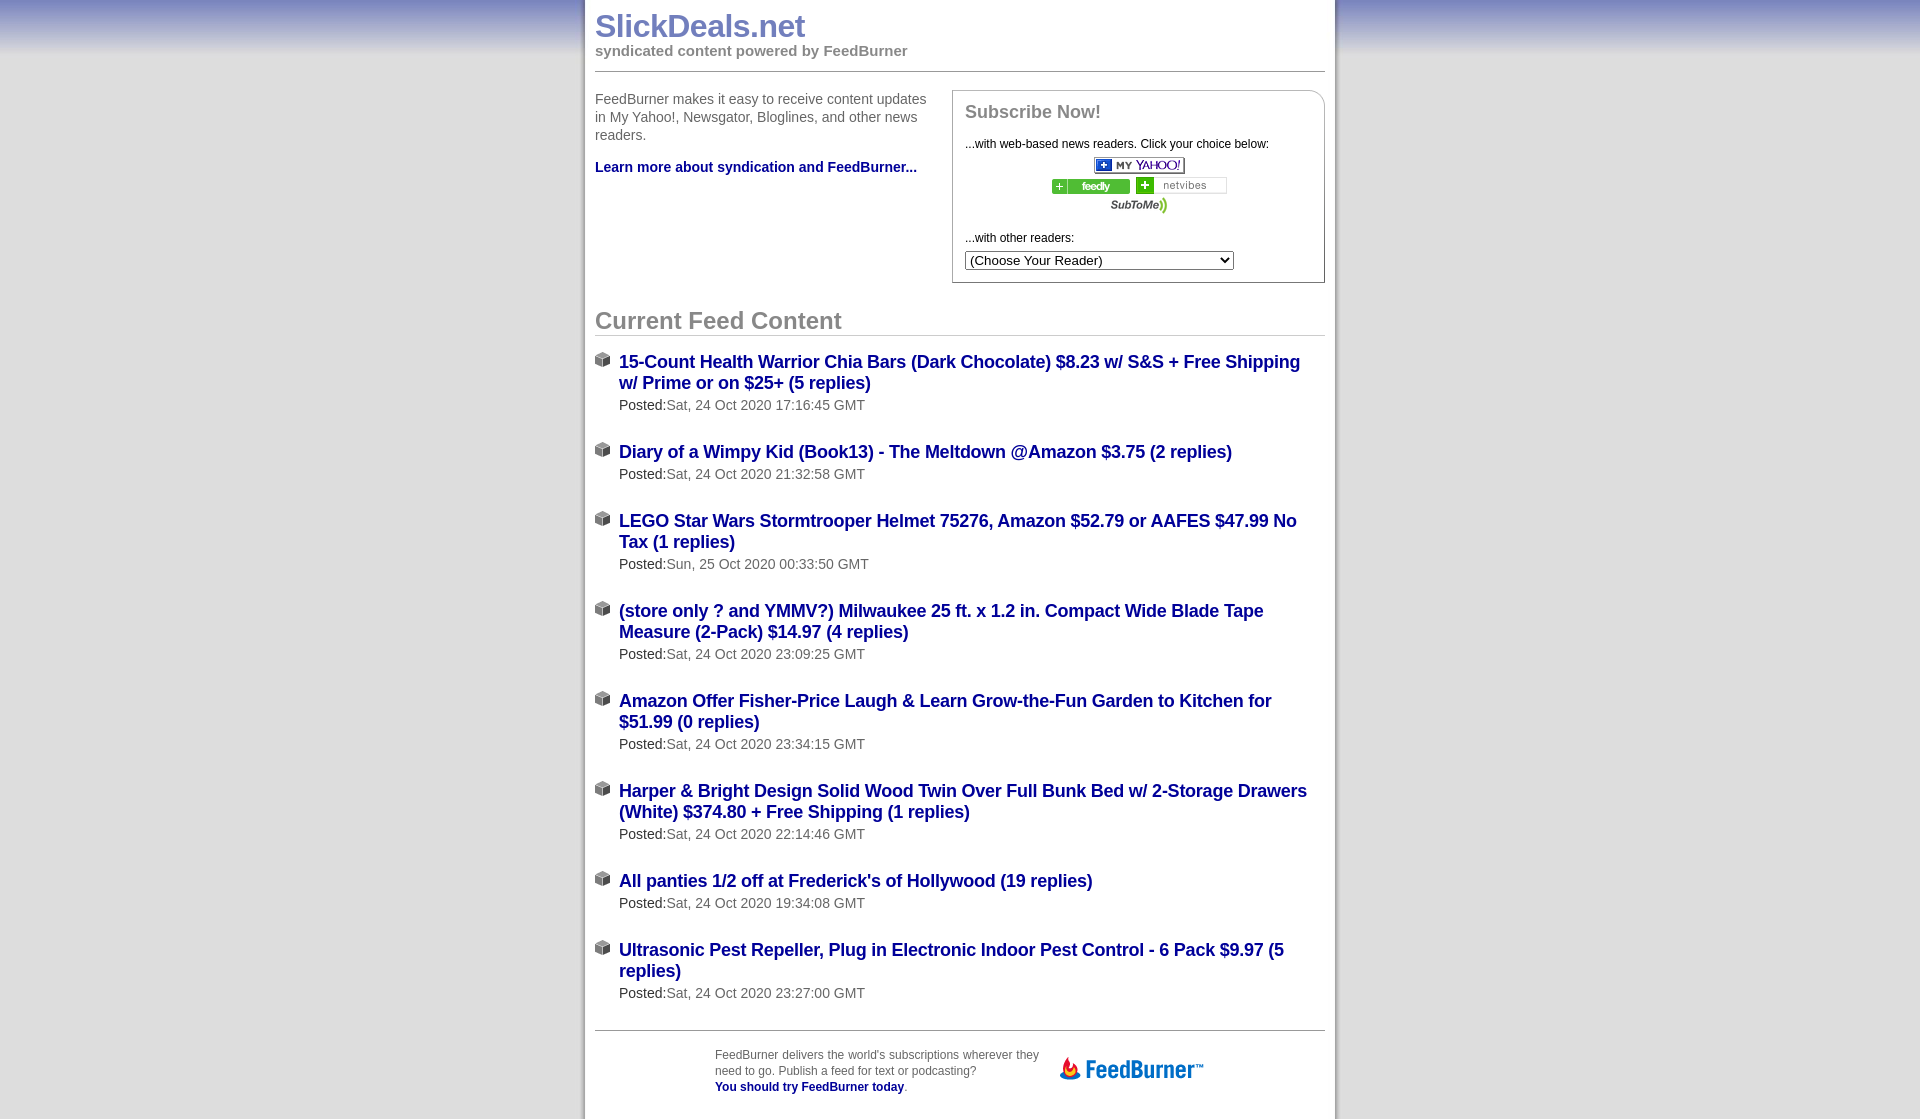 SlickDeals.net
syndicated content powered by FeedBurner
FeedBurner makes it easy to receive content updates
in My Yahoo!, Newsgator, Bloglines, and other news
readers.
Learn more about syndication and FeedBurner...
Subscribe Now!
...with web-based news readers. Click your choice below:
MY YAHOO!
feedly
netvibes
SubToMe
...with other readers:
(Choose Your Reader)
Current Feed Content
15-Count Health Warrior Chia Bars (Dark Chocolate) $8.23 w/ S&S + Free Shipping
w/ Prime or on $25+ (5 replies)
Posted:Sat, 24 Oct 2020 17:16:45 GMT
Diary of a Wimpy Kid (Book13) - The Meltdown @Amazon $3.75 (2 replies)
Posted:Sat, 24 Oct 2020 21:32:58 GMT
LEGO Star Wars Stormtrooper Helmet 75276, Amazon $52.79 or AAFES $47.99 No
Tax (1 replies)
Posted:Sun, 25 Oct 2020 00:33:50 GMT
(store only ? and YMMV?) Milwaukee 25 ft. x 1.2 in. Compact Wide Blade Tape
Measure (2-Pack) $14.97 (4 replies)
Posted:Sat, 24 Oct 2020 23:09:25 GMT
Amazon Offer Fisher-Price Laugh & Learn Grow-the-Fun Garden to Kitchen for
$51.99 (0 replies)
Posted:Sat, 24 Oct 2020 23:34:15 GMT
Harper & Bright Design Solid Wood Twin Over Full Bunk Bed w/ 2-Storage Drawers
(White) $374.80 + Free Shipping (1 replies)
Posted:Sat, 24 Oct 2020 22:14:46 GMT
All panties 1/2 off at Frederick's of Hollywood (19 replies)
Posted:Sat, 24 Oct 2020 19:34:08 GMT
Ultrasonic Pest Repeller, Plug in Electronic Indoor Pest Control - 6 Pack $9.97 (5
replies)
Posted:Sat, 24 Oct 2020 23:27:00 GMT
FeedBurner delivers the world's subscriptions wherever they
need to go. Publish a feed for text or podcasting?
You should try FeedBurner today.
FeedBurner™